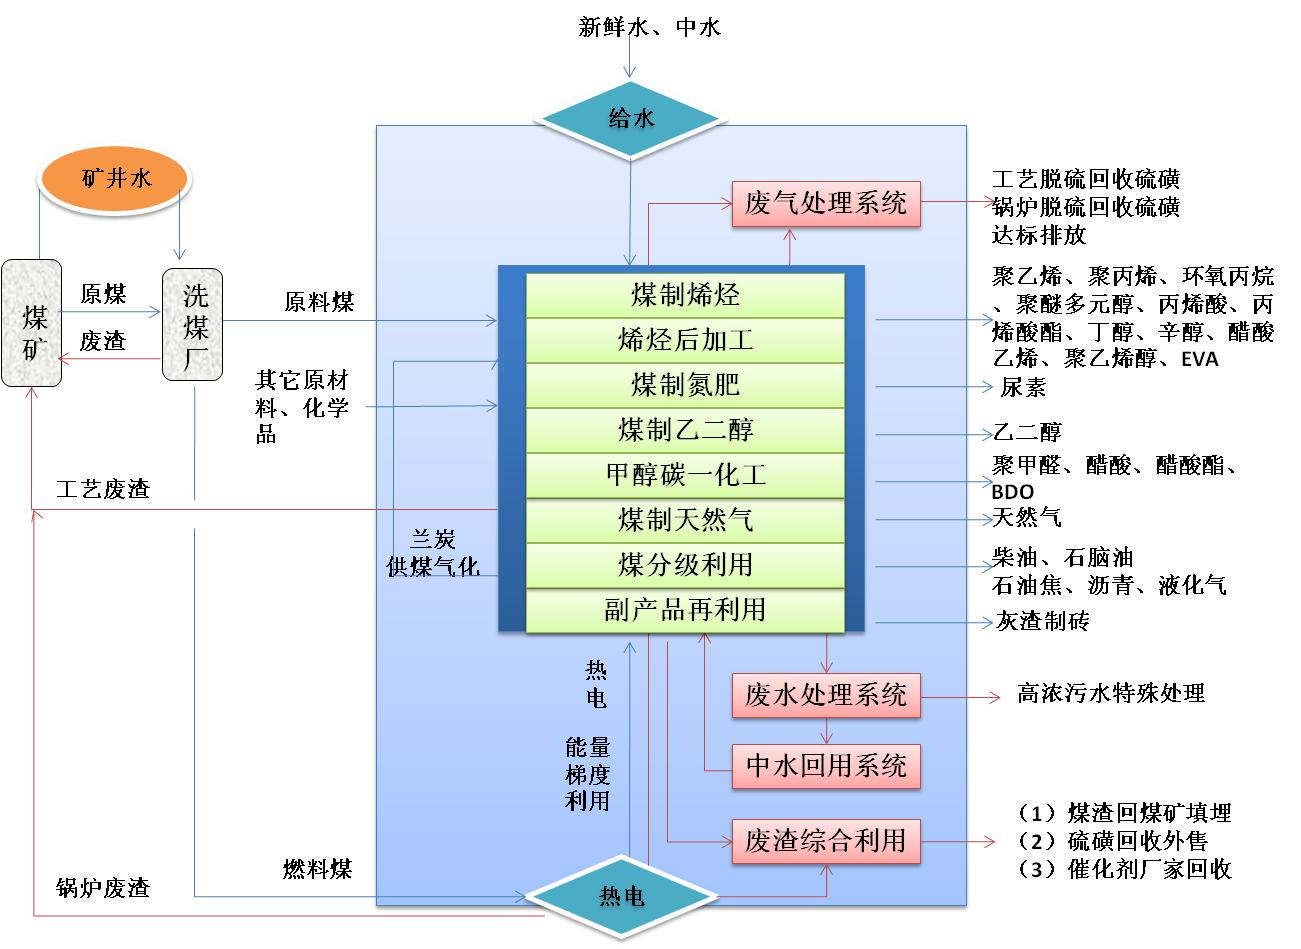 新鲜水、中水
给水
矿井水
废气处理系统
工艺脱硫回收硫磺
锅炉脱硫回收硫磺
达标排放
煤矿
原煤
废渣
洗煤厂
原料煤
其它原材
料、化学
品
煤制烯烃
烯烃后加工
煤制氮肥
煤制乙二醇
甲醇碳一化工
煤制天然气
煤分级利用
副产品再利用
聚乙烯、聚丙烯、环氧丙烷
、聚醚多元醇、丙烯酸、丙
烯酸酯、丁醇、辛醇、醋酸
乙烯、聚乙烯醇、EVA
尿素
乙二醇
聚甲醛、醋酸、醋酸酯、
BDO
天然气
柴油、石脑油
石油焦、沥青、液化气
灰渣制砖
工艺废渣
兰炭
供煤气化
热
电
能量
梯度
利用
废水处理系统
高浓污水特殊处理
中水回用系统
废渣综合利用
（1）煤渣回煤矿填埋
（2）硫磺回收外售
（3）催化剂厂家回收
燃料煤
锅炉废渣
热电